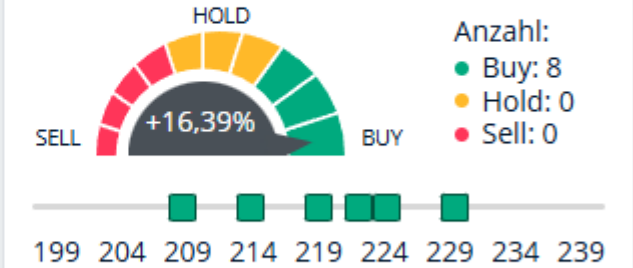 HOLD
Anzahl:
Buy: 8
Hold: 0
Sell: 0
+16,39%
SELL
BUY
199 204 209 214 219 224 229 234 239